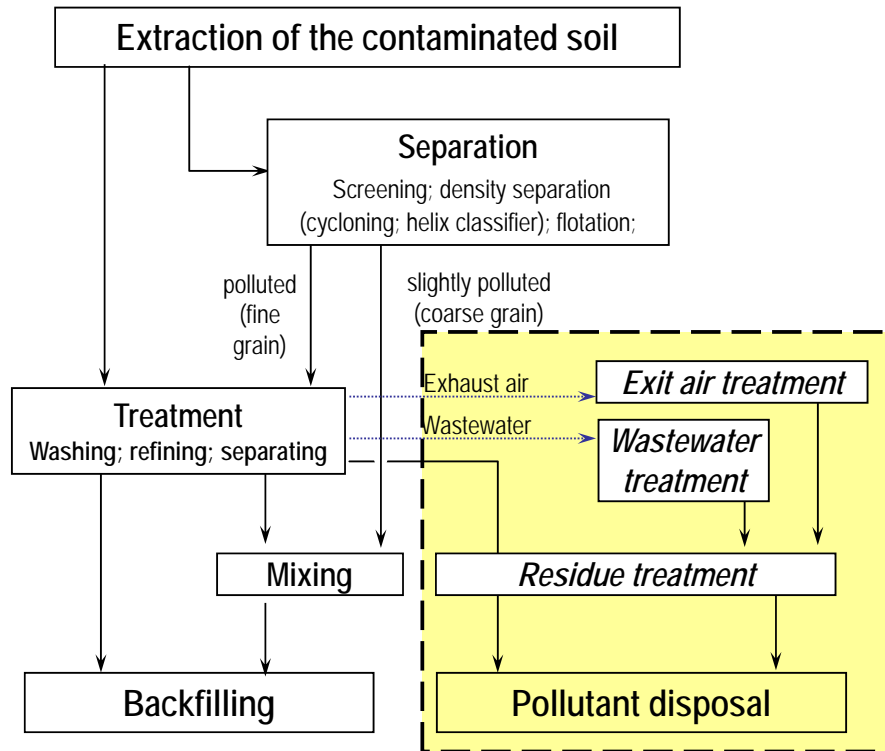 Extraction of the contaminated soil
Separation
Screening; density separation
(cycloning; helix classifier); flotation;
polluted
(fine
grain)
slightly polluted
(coarse grain)
Exhaust air
Exit air treatment
Treatment
Washing; refining; separating
Wastewater
Wastewater
treatment
Mixing
Residue treatment
Backfilling
Pollutant disposal